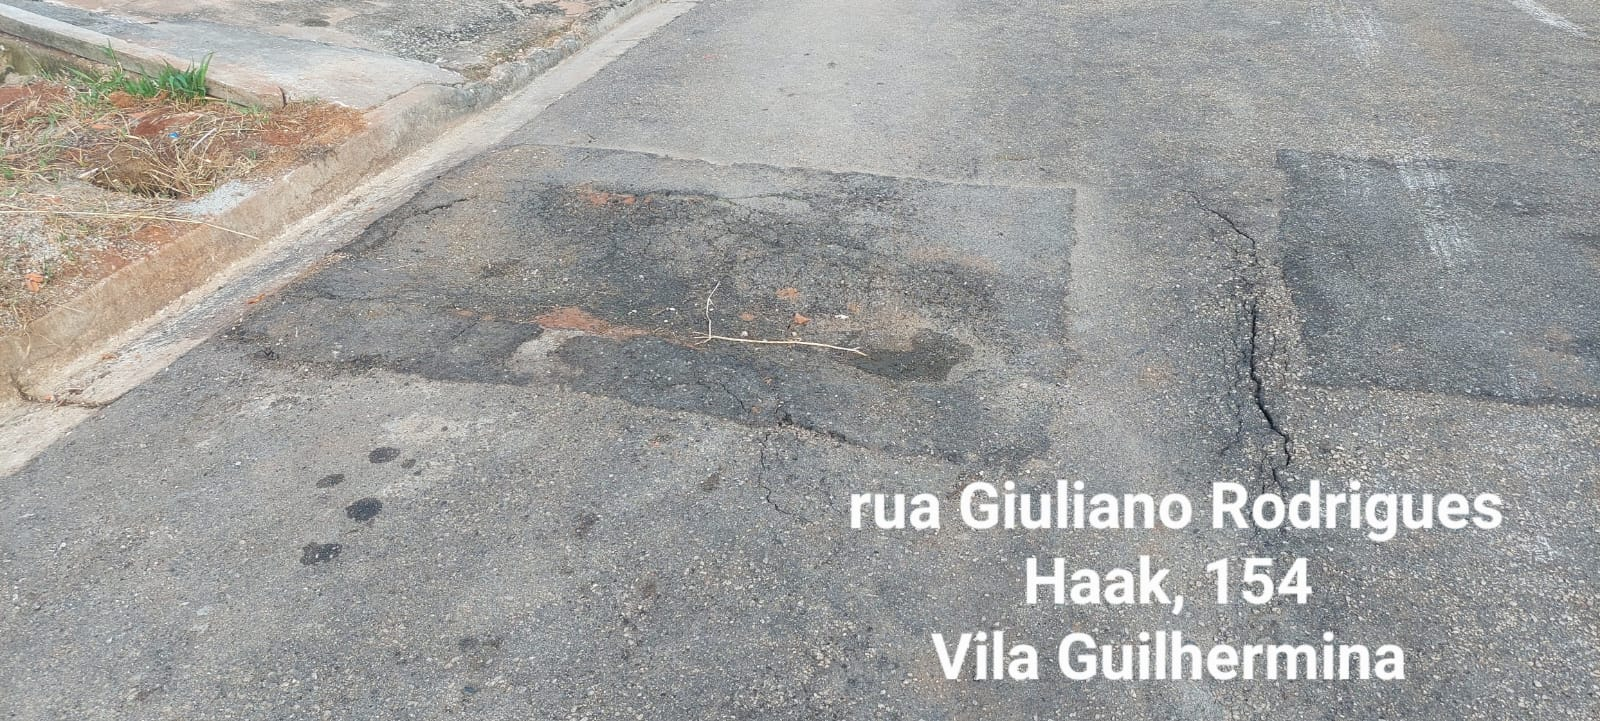 rua Giuliano Rodrigues
Haak, 154
Vila Guilhermina